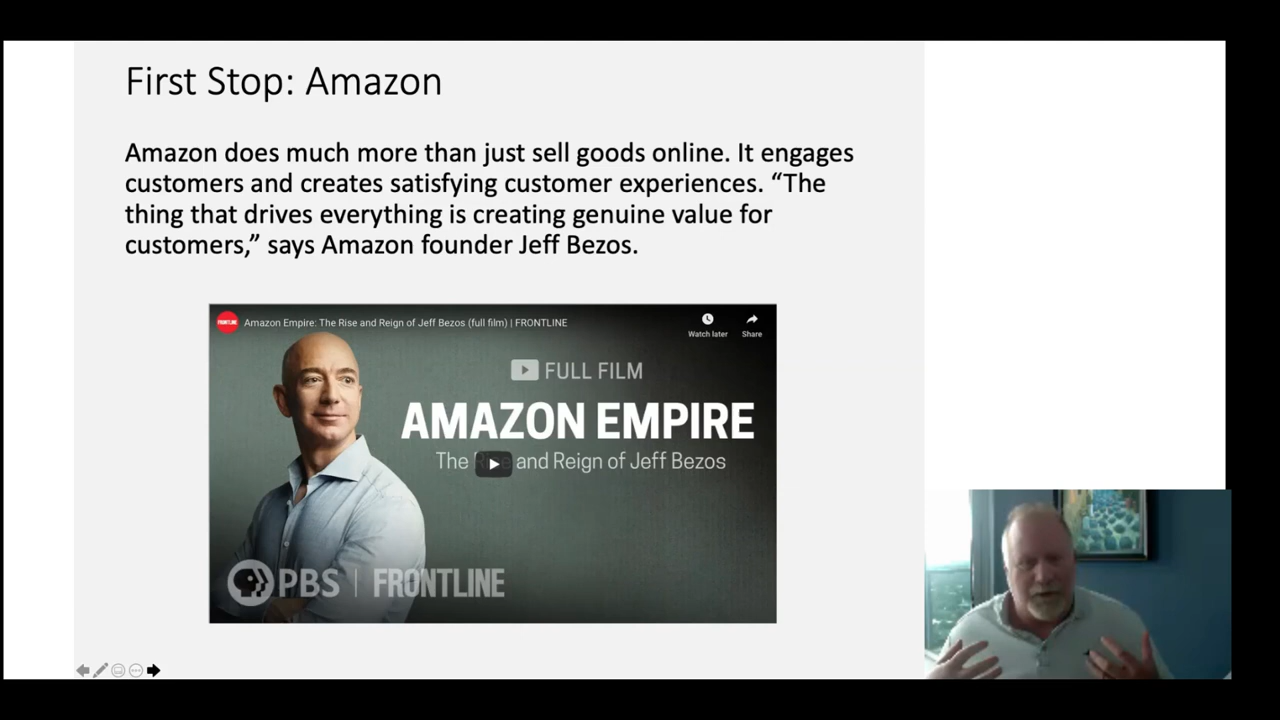 First Stop: Amazon
Amazon does much more than just sell goods online. It engages
customers and creates satisfying customer experiences. “The
thing that drives everything is creating genuine value for
customers,” says Amazon founder Jeff Bezos.
FRONTLINE
Amazon Empire: The Rise and Reign of Jeff Bezos (full film) | FRONTLINE
Watch later
Share
FULL FILM
AMAZON EMPIRE
The Rise and Reign of Jeff Bezos
PBS | FRONTLINE